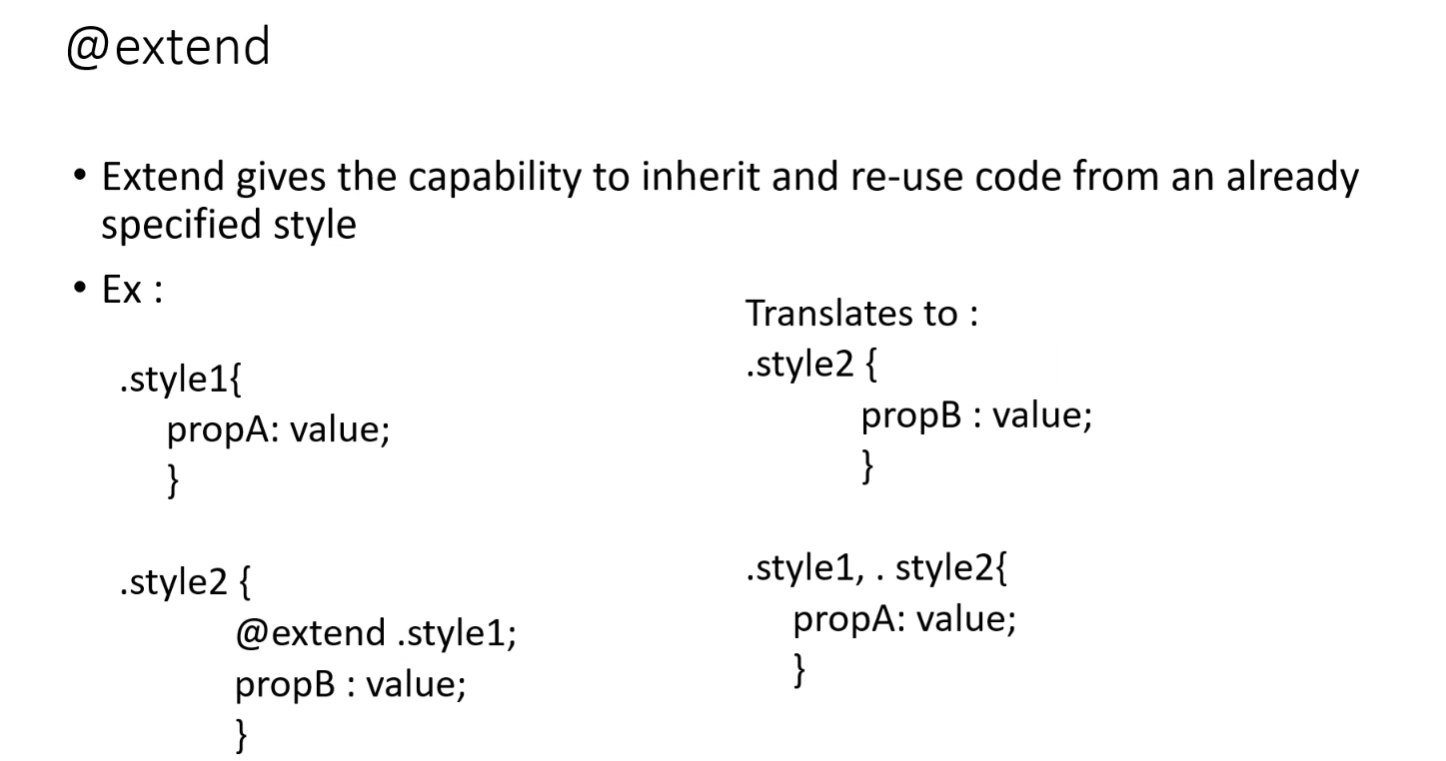 @extend
• Extend gives the capability to inherit and re-use code from an already
specified style
• Ex :
.style1{
propA: value;
}
.style2 {
@extend .style1;
propB : value;
}
Translates to :
.style2 {
propB : value;
}
.style1, . style2{
propA: value;
}